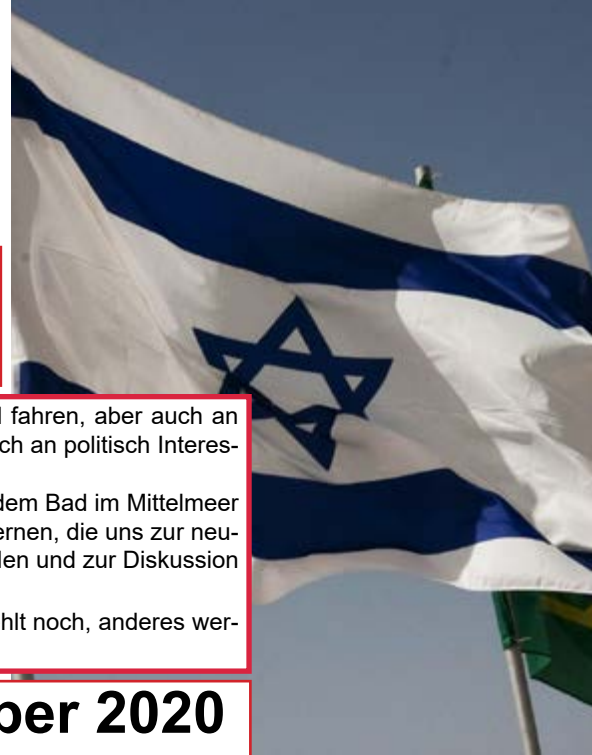 l fahren, aber auch an
ch an politisch Interes-
dem Bad im Mittelmeer
ernen, die uns zur neu-
len und zur Diskussion
hlt noch, anderes wer-
ber 2020